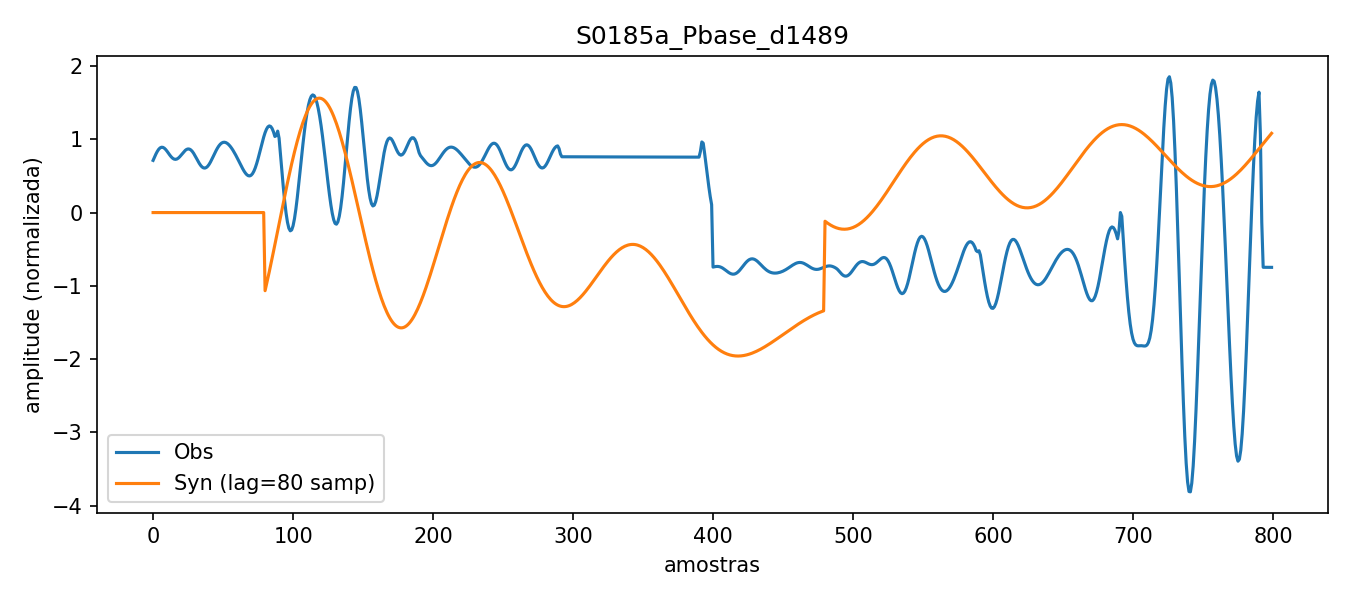 S0185a_Pbase_d1489
amplitude (normalizada)
2
1
0
−1
−2
−3
−4
Obs
Syn (lag=80 samp)
0 100 200 300 400 500 600 700 800
amostras